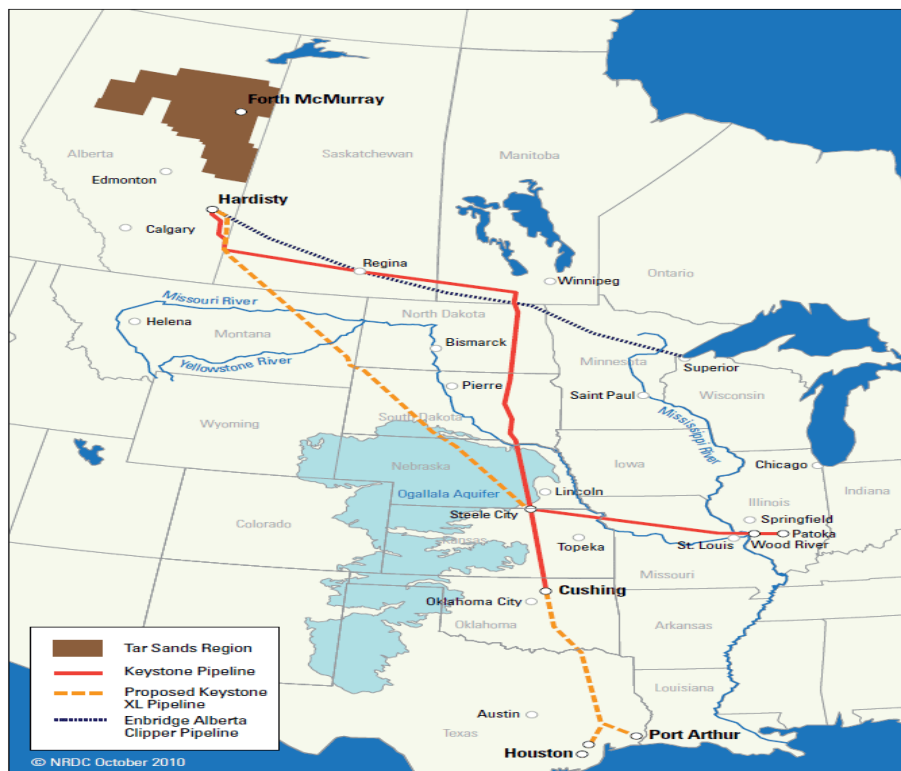 Forth McMurray
Alberta
Saskatchewan
Manitoba
Edmonton
Hardisty
Calgary
Regina
Winnipeg
Ontario
Missouri River
North Dakota
Helena
Montana
Bismarck
Minnesota
Superior
Yellowstone River
Pierre
Saint Paul
Wisconsin
Wyoming
South Dakota
Mississippi River
Nebraska
Iowa
Chicago
Ogallala Aquifer
Lincoln
Illinois
Indiana
Steele City
Springfield
Colorado
Kansas
Topeka
St. Louis
Patoka
Wood River
Missouri
Cushing
Oklahoma City
Oklahoma
Arkansas
Tar Sands Region
Keystone Pipeline
Proposed Keystone
XL Pipeline
Enbridge Alberta
Clipper Pipeline
Louisiana
Austin
Texas
Port Arthur
Houston
© NRDC October 2010